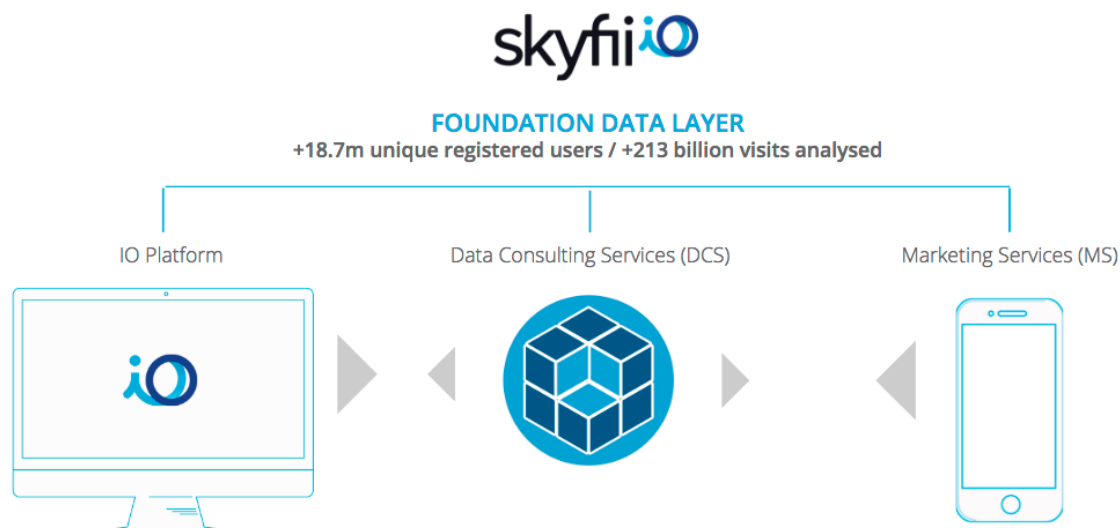 skyfii iO
FOUNDATION DATA LAYER
+18.7m unique registered users / +213 billion visits analysed
IO Platform
Data Consulting Services (DCS)
Marketing Services (MS)
iO